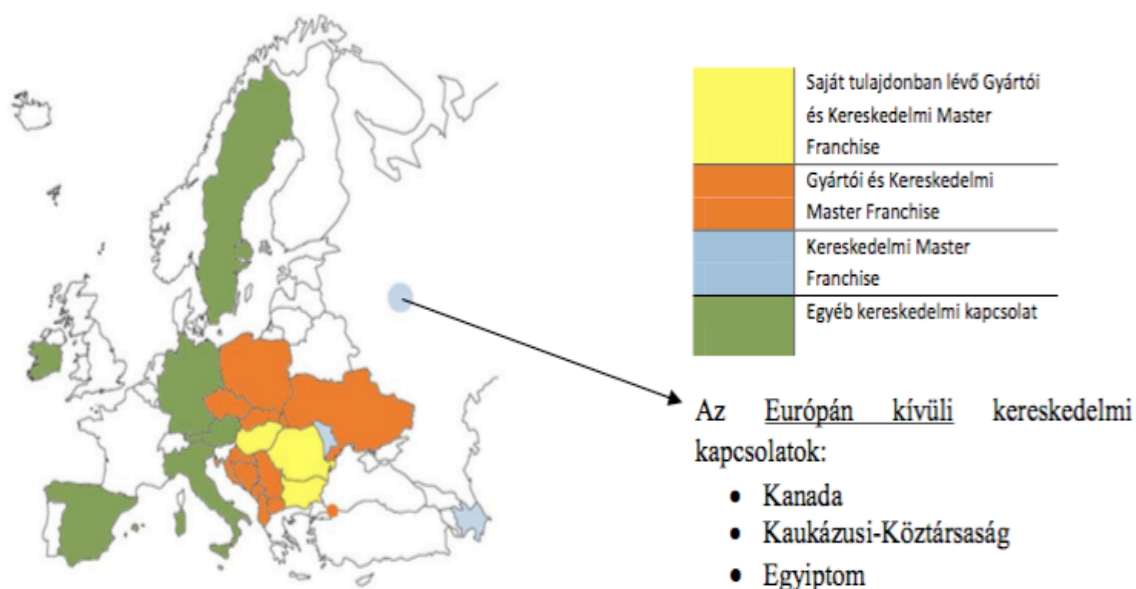 Saját tulajdonban lévő Gyártói
és Kereskedelmi Master
Franchise
Gyártói és Kereskedelmi
Master Franchise
Kereskedelmi Master
Franchise
Egyéb kereskedelmi kapcsolat
Az Európán kívüli kereskedelmi
kapcsolatok:
• Kanada
• Kaukázusi-Köztársaság
• Egyiptom